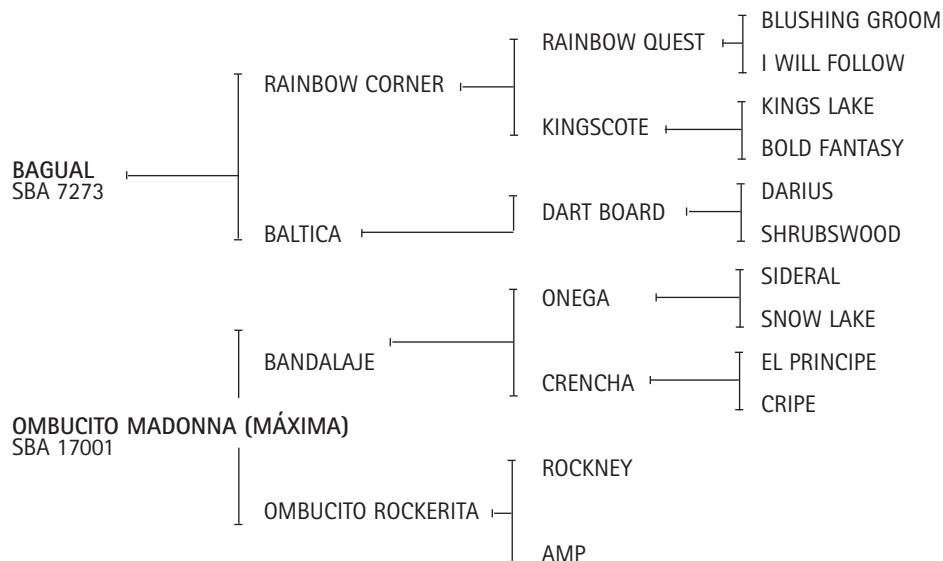 BLUSHING GROOM
RAINBOW QUEST
I WILL FOLLOW
RAINBOW CORNER
KINGS LAKE
KINGSCOTE
BOLD FANTASY
BAGUAL
SBA 7273
DARIUS
DART BOARD
SHRUBSWOOD
BALTICA
SIDERAL
ONEGA
SNOW LAKE
BANDALAJE
EL PRINCIPE
CRENCHA
CRIPE
OMBUCITO MADONNA (MÁXIMA)
SBA 17001
ROCKNEY
OMBUCITO ROCKERITA
AMP